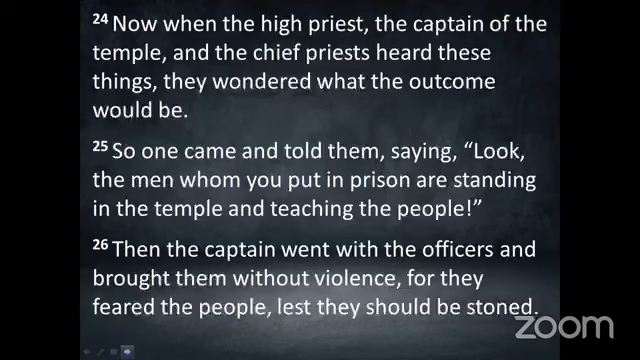 24 Now when the high priest, the captain of the
temple, and the chief priests heard these
things, they wondered what the outcome
would be.
25 So one came and told them, saying, “Look,
the men whom you put in prison are standing
in the temple and teaching the people!”
26 Then the captain went with the officers and
brought them without violence, for they
feared the people, lest they should be stoned.
zoom